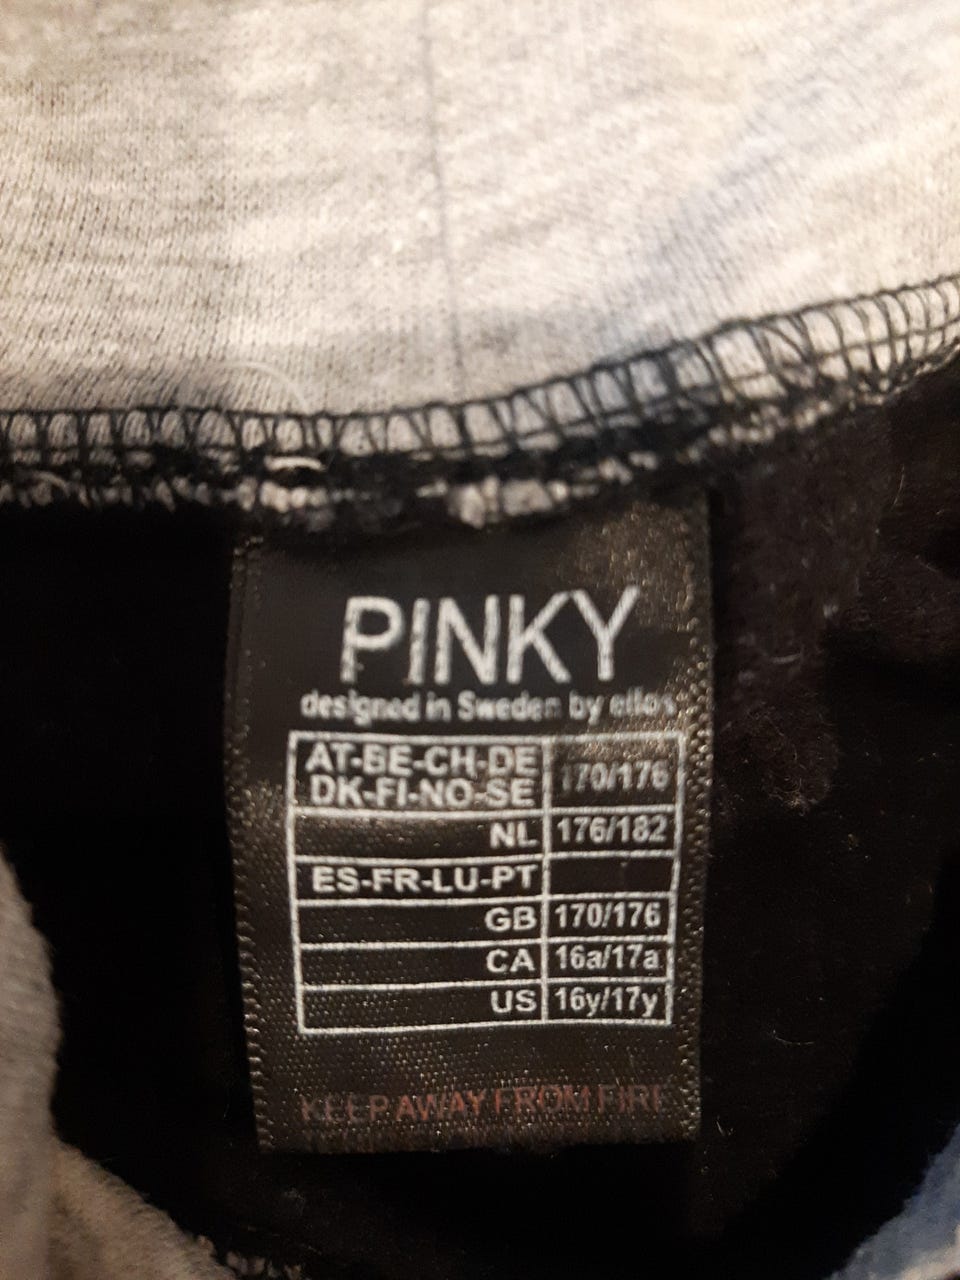 PINKY
designed in Sweden by ellos
AT-BE-CH-DE
DK-FI-NO-SE 170/176
NL 176/182
ES-FR-LU-PT
GB 170/176
CA 16a/17a
US 16y/17y
KEEP AWAY FROM FIRE